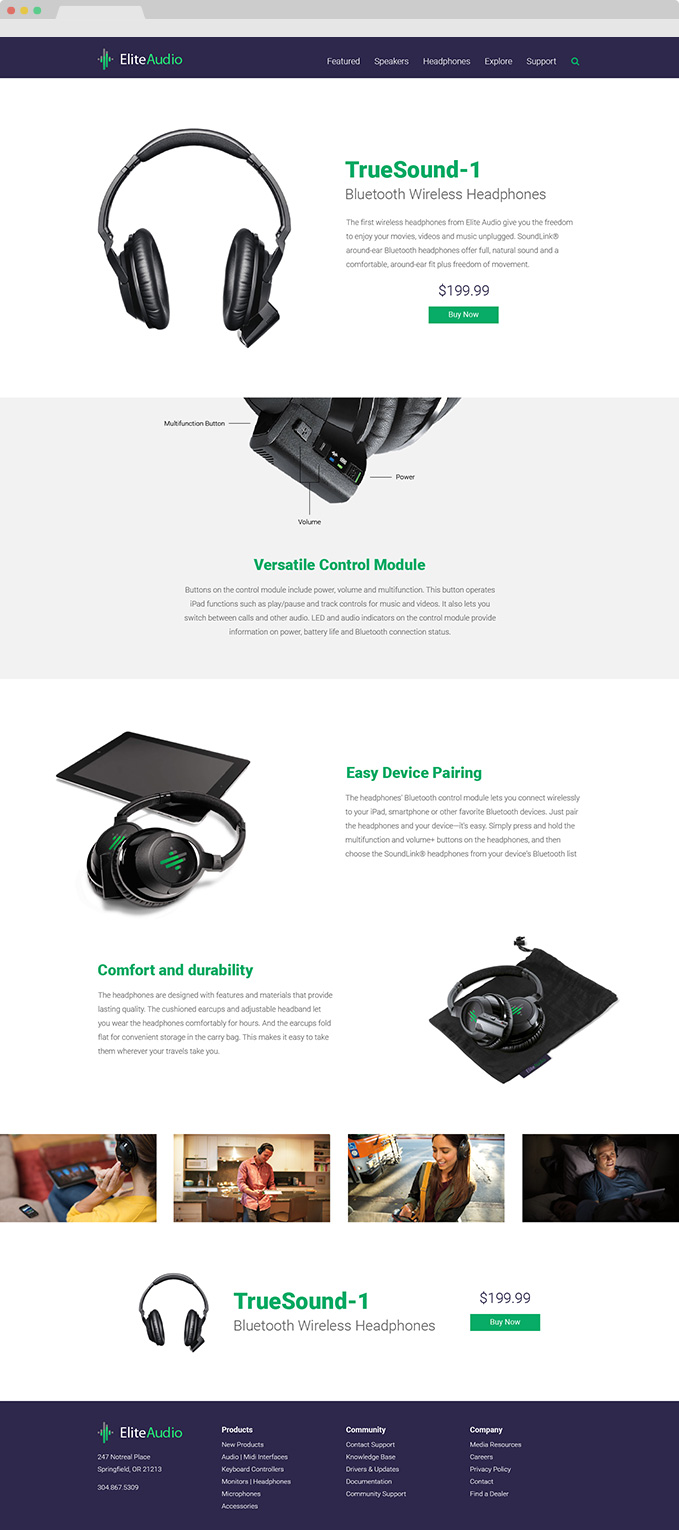 EliteAudio
Featured Speakers Headphones Explore Support
TrueSound-1
Bluetooth Wireless Headphones
The first wireless headphones from Elite Audio give you the freedom
to enjoy your movies, videos and music unplugged. SoundLink®
around-ear Bluetooth headphones offer full, natural sound and a
comfortable, around-ear fit plus freedom of movement.
$199.99
Buy Now
Multifunction Button
Power
Volume
Versatile Control Module
Buttons on the control module include power, volume and multifunction. This button operates
iPad functions such as play/pause and track controls for music and videos. It also lets you
switch between calls and other audio. LED and audio indicators on the control module provide
information on power, battery life and Bluetooth connection status.
Easy Device Pairing
The headphones' Bluetooth control module lets you connect wirelessly
to your iPad, smartphone or other favorite Bluetooth devices. Just pair
the headphones and your device—it's easy. Simply press and hold the
multifunction and volume+ buttons on the headphones, and then
choose the SoundLink® headphones from your device's Bluetooth list
Comfort and durability
The headphones are designed with features and materials that provide
lasting quality. The cushioned earcups and adjustable headband let
you wear the headphones comfortably for hours. And the earcups fold
flat for convenient storage in the carry bag. This makes it easy to take
them wherever your travels take you.
EliteAudio
TrueSound-1
Bluetooth Wireless Headphones
$199.99
Buy Now
EliteAudio
247 Notreal Place
Springfield, OR 21213
304.867.5309
Products
New Products
Audio | Midi Interfaces
Keyboard Controllers
Monitors | Headphones
Microphones
Accessories
Community
Contact Support
Knowledge Base
Drivers & Updates
Documentation
Community Support
Company
Media Resources
Careers
Privacy Policy
Contact
Find a Dealer